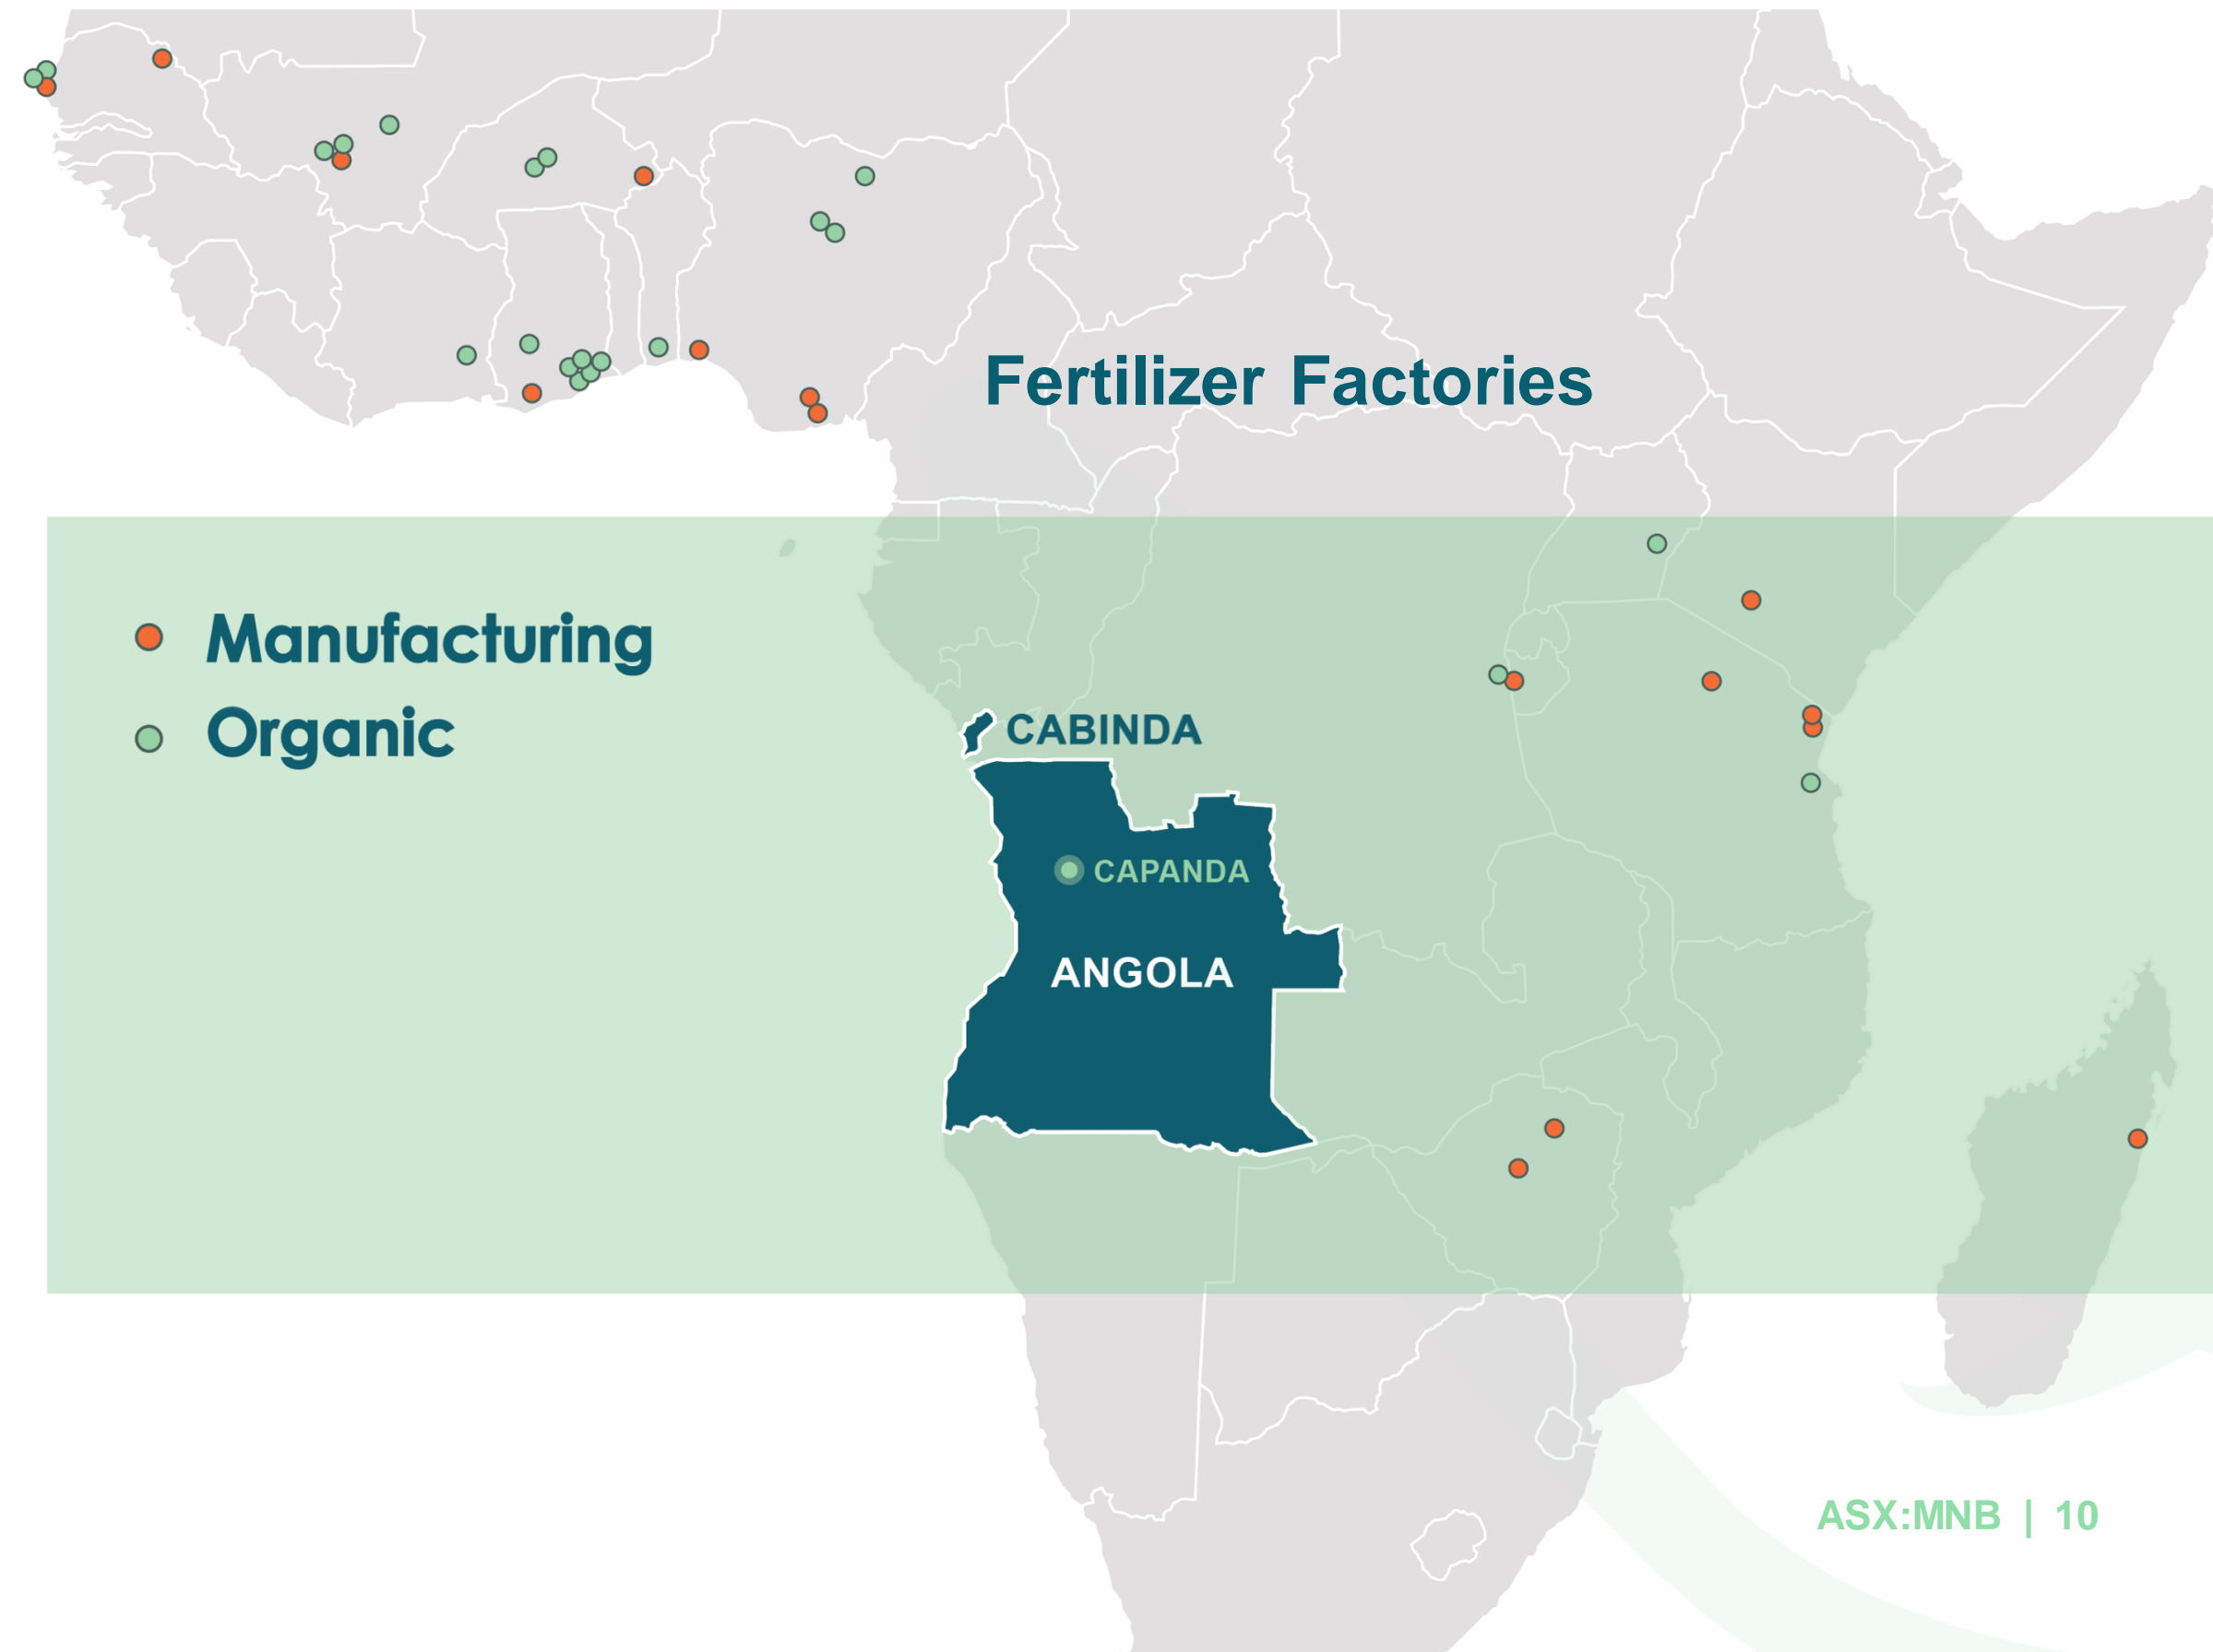 Fertilizer Factories
Manufacturing
Organic
CABINDA
CAPANDA
ANGOLA
ASX:MNB | 10